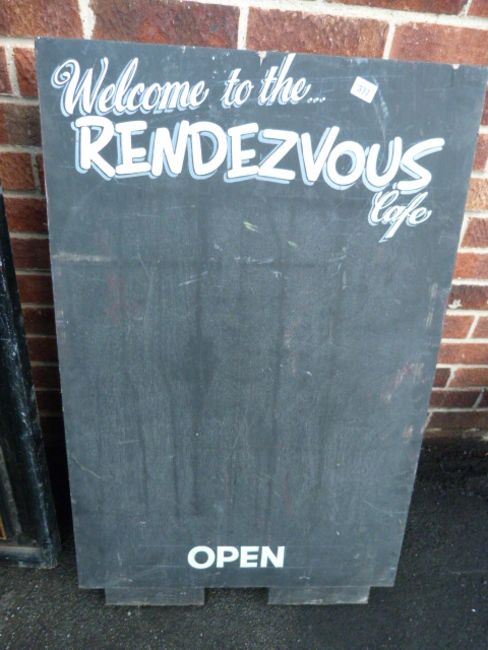 Welcome to the...
RENDEZVOUS
Cafe
OPEN